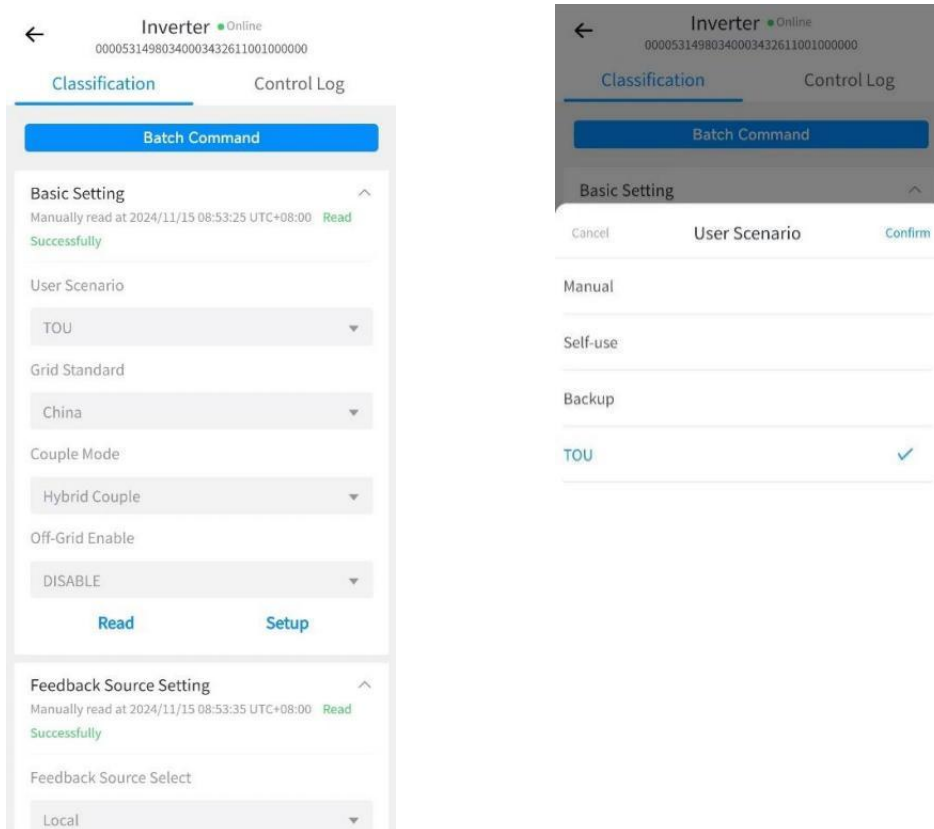 Inverter Online
0000531498034000343261100 1000000
Classification Control Log
Batch Command
Basic Setting
Manually read at 2024/11/15 08:53:25 UTC+08:00 Read
Successfully
User Scenario
TOU
Grid Standard
China
Couple Mode
Hybrid Couple
Off-Grid Enable
DISABLE
Read Setup
Feedback Source Setting
Manually read at 2024/11/15 08:53:35 UTC+08:00 Read
Successfully
Feedback Source Select
Local
Inverter Online
00005314980340003432611001000000
Classification Control Log
Batch Command
Basic Setting
Cancel User Scenario Confirm
Manual
Self-use
Backup
TOU